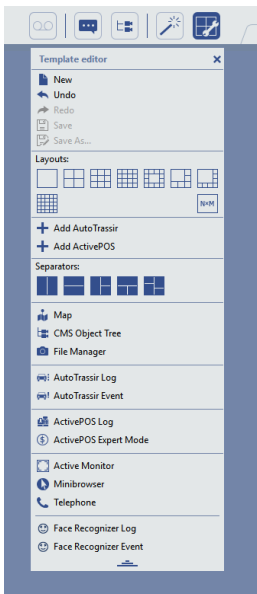 Template editor
New
Undo
Redo
Save
Save As...
Layouts:
N×M
Add AutoTrassir
Add ActivePOS
Separators:
Map
CMS Object Tree
File Manager
AutoTrassir Log
AutoTrassir Event
ActivePOS Log
ActivePOS Expert Mode
Active Monitor
Minibrowser
Telephone
Face Recognizer Log
Face Recognizer Event